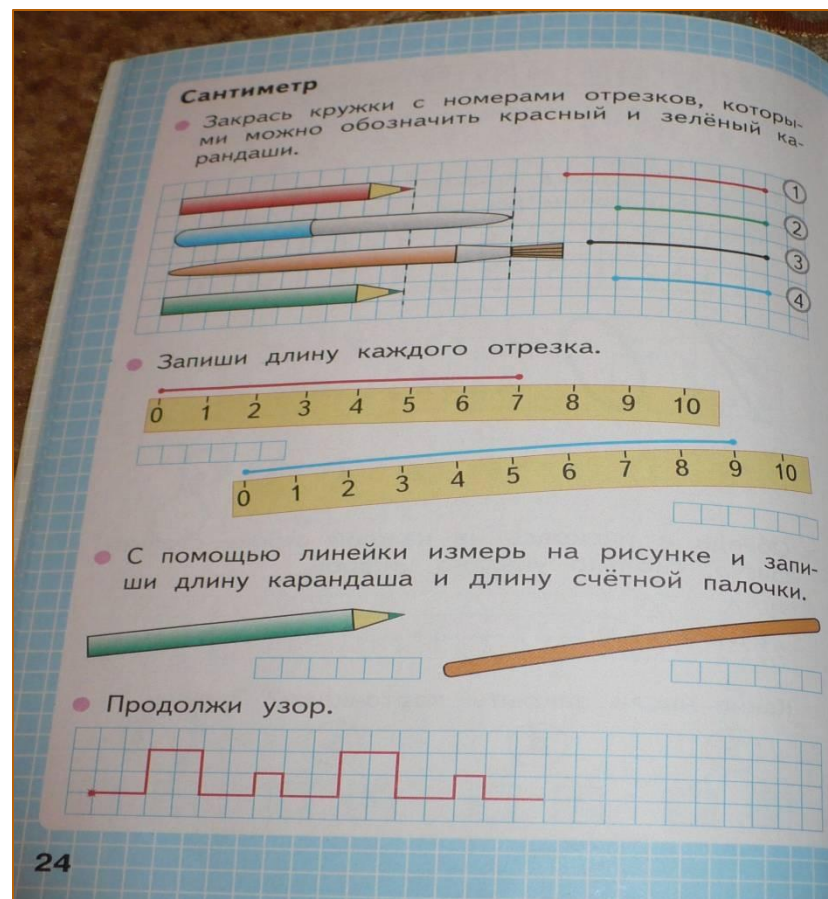 Сантиметр
Закрась кружки с номерами отрезков, которы-
ми можно обозначить красный и зелёный ка-
рандаши.
1
2
3
4
Запиши длину каждого отрезка.
0 1 2 3 4 5 6 7 8 9 10
0 1 2 3 4 5 6 7 8 9 10
С помощью линейки измерь на рисунке и запи-
ши длину карандаша и длину счётной палочки.
Продолжи узор.
24